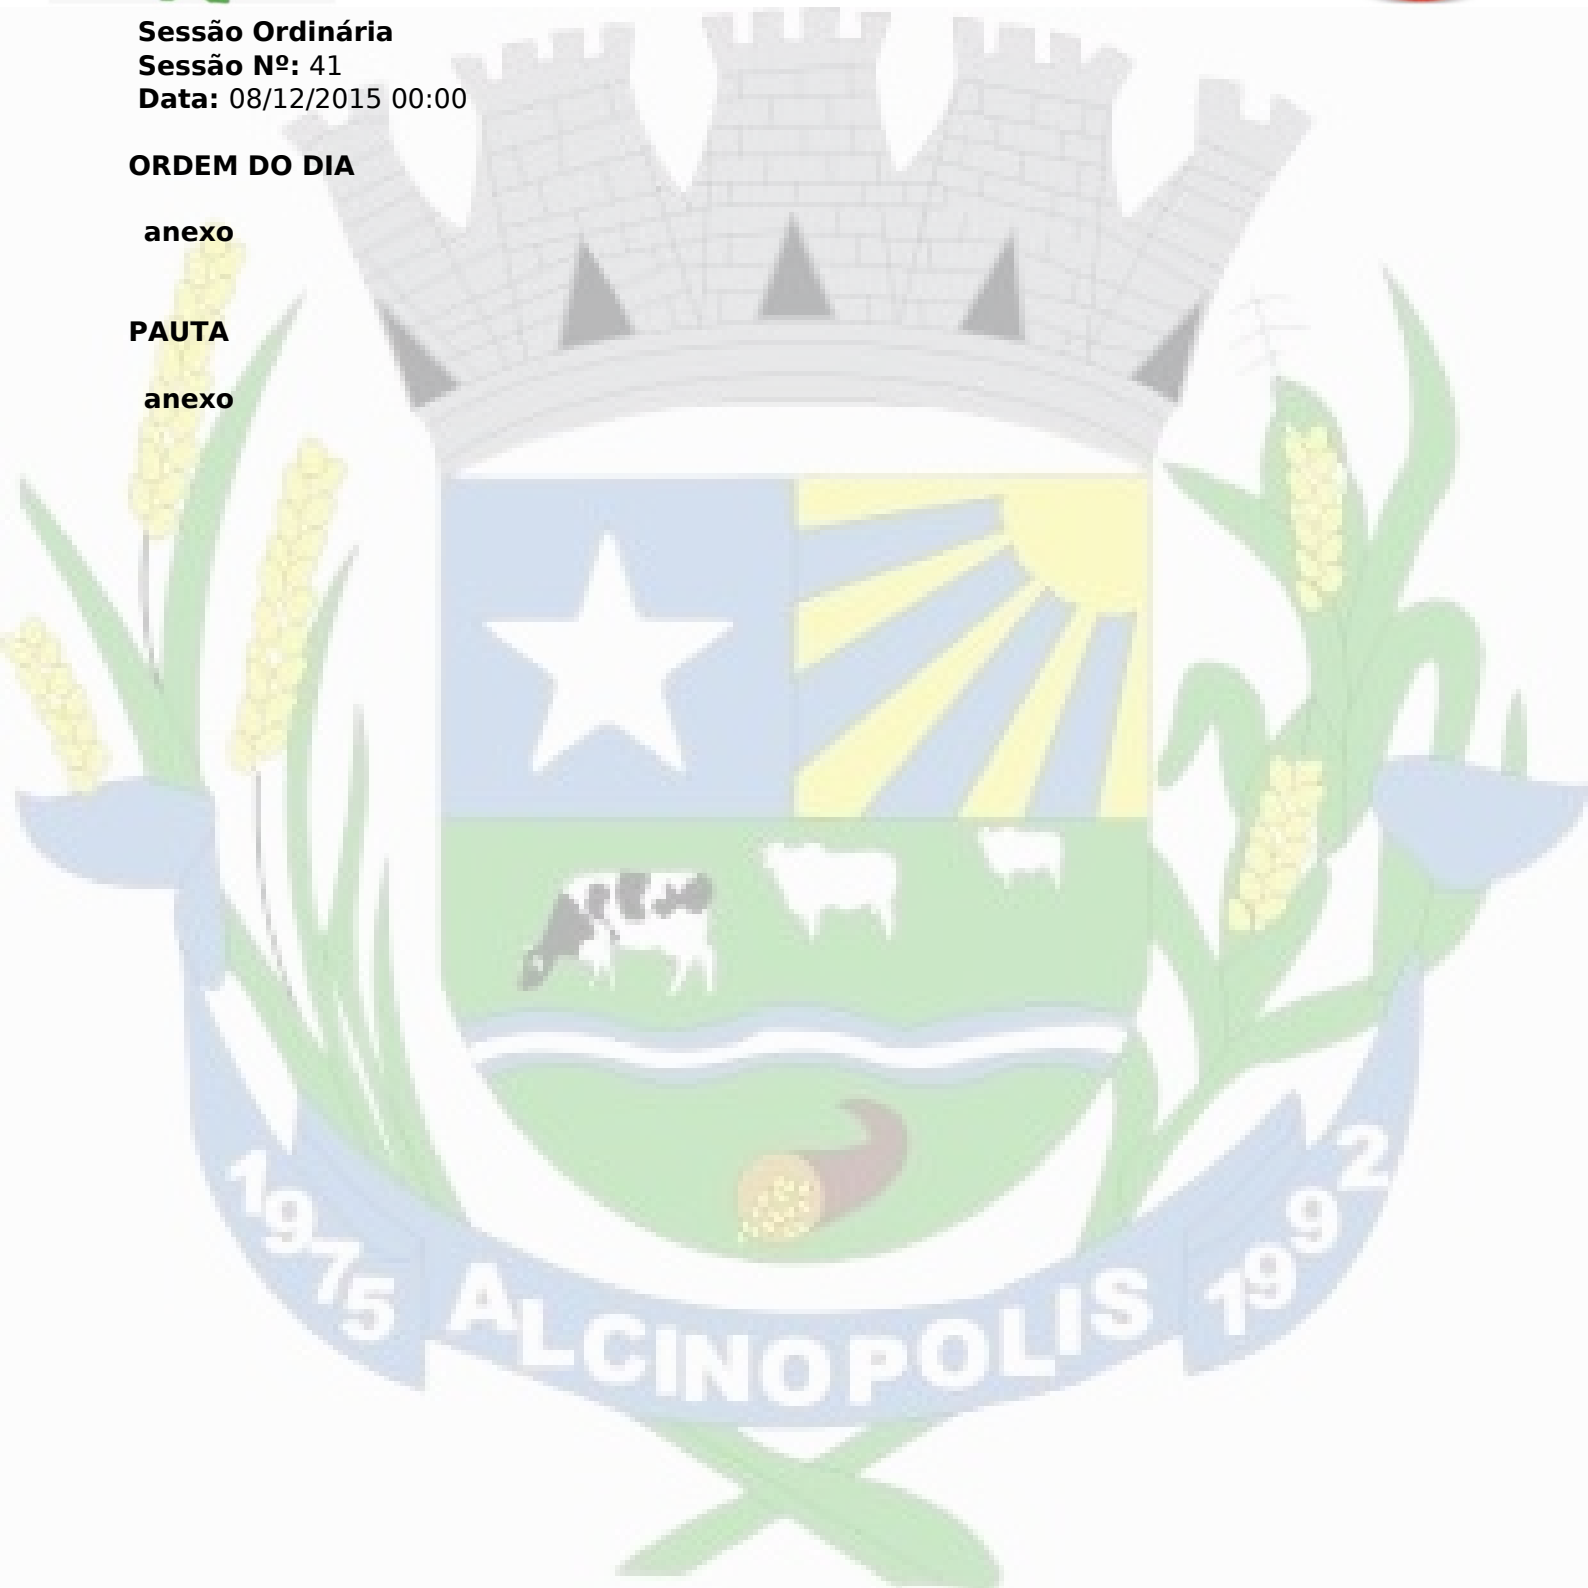 Sessão Ordinária
Sessão Nº: 41
Data: 08/12/2015 00:00
ORDEM DO DIA
anexo
PAUTA
anexo
1975 ALCINOPOLIS 1992